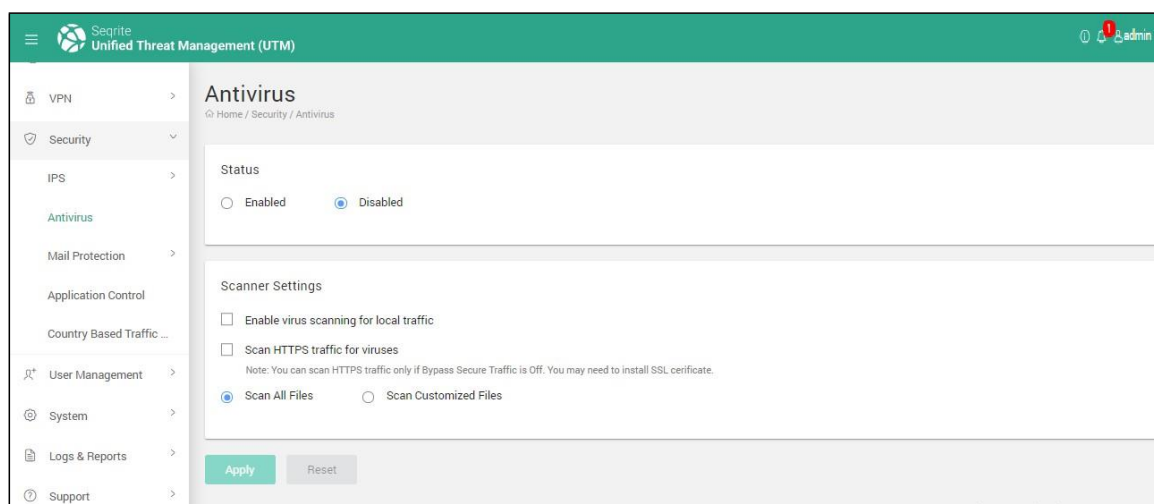 Seqrite
Unified Threat Management (UTM)
1
admin
VPN
Security
IPS
Antivirus
Mail Protection
Application Control
Country Based Traffic ...
User Management
System
Logs & Reports
Support
Antivirus
Home / Security / Antivirus
Status
Enabled Disabled
Scanner Settings
Enable virus scanning for local traffic
Scan HTTPS traffic for viruses
Note: You can scan HTTPS traffic only if Bypass Secure Traffic is Off. You may need to install SSL cerificate.
Scan All Files Scan Customized Files
Apply Reset